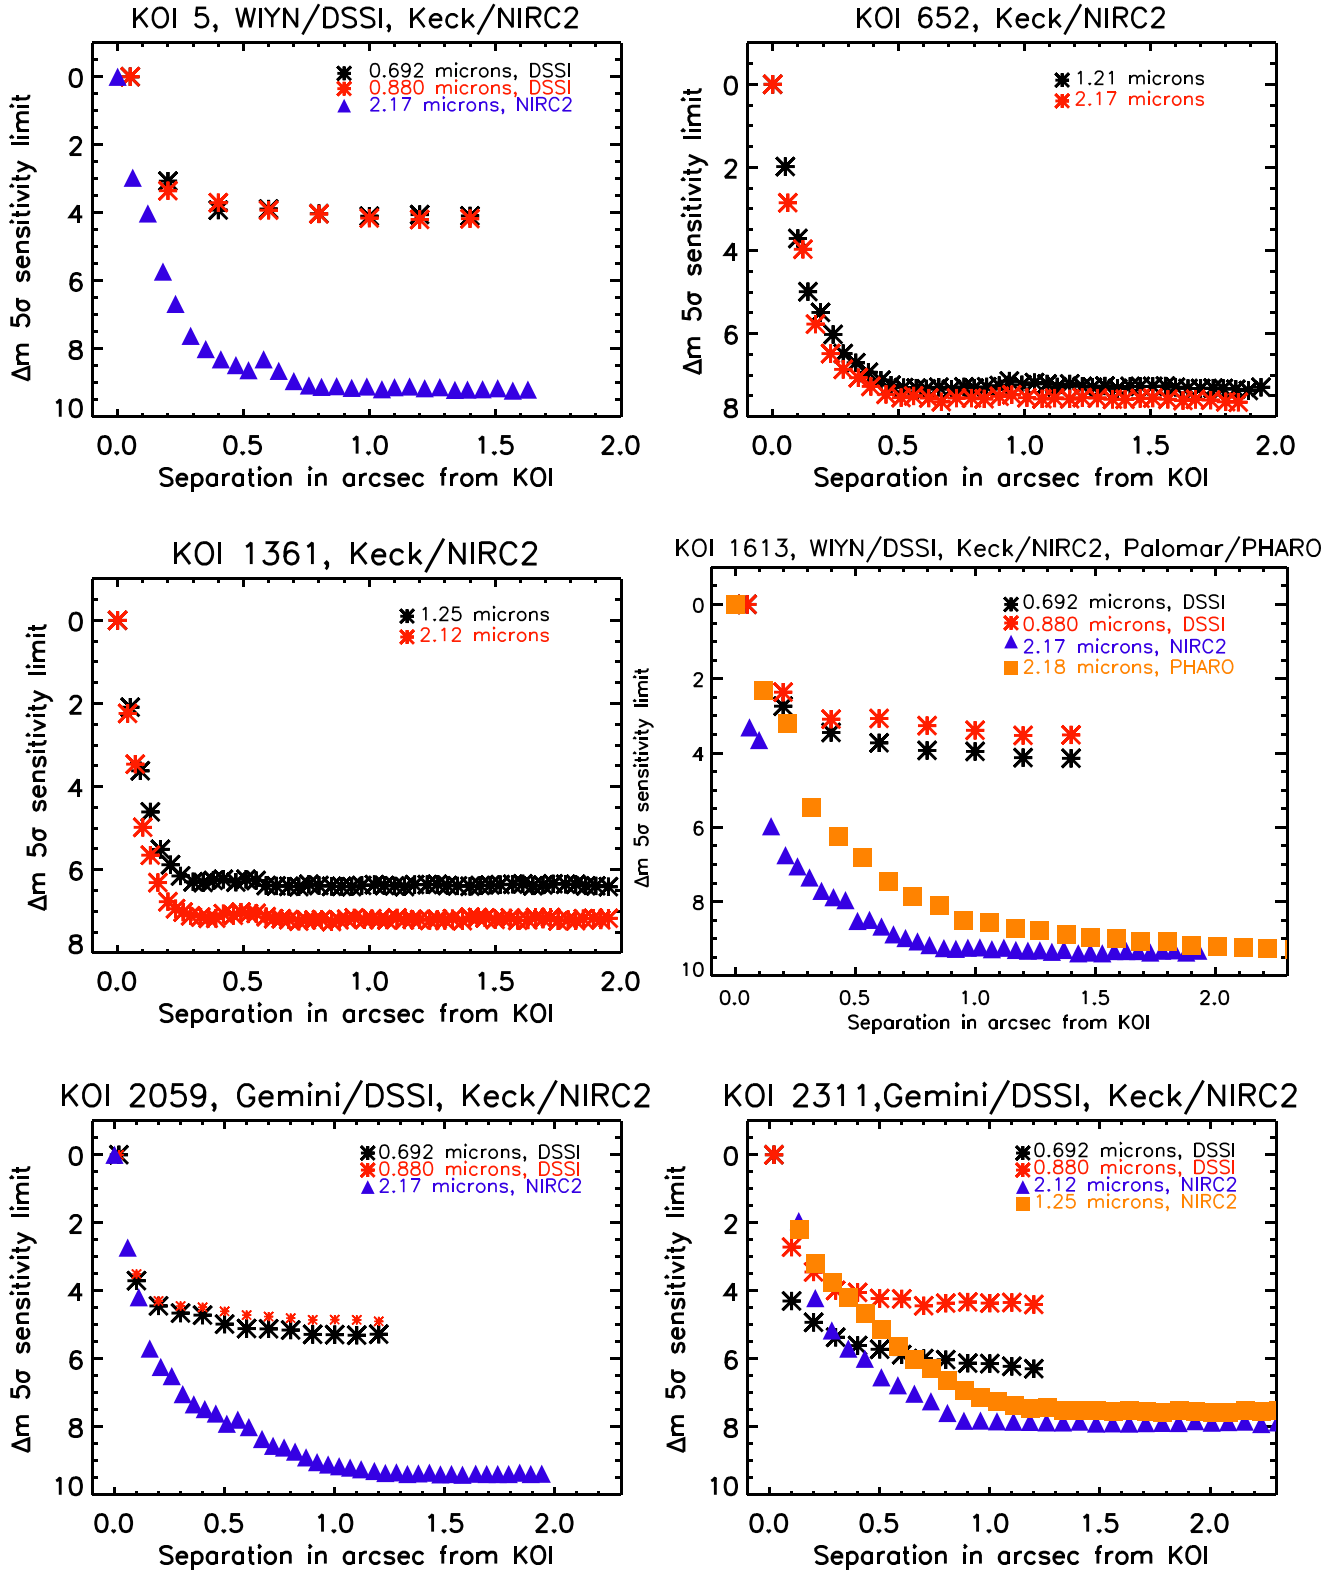 KOI 5, WIYN/DSSI, Keck/NIRC2
0.692 microns, DSSI
0.880 microns, DSSI
2.17 microns, NIRC2
Δm 5σ sensitivity limit
0
2
4
6
8
10
0.0 0.5 1.0 1.5 2.0
Separation in arcsec from KOI
KOI 652, Keck/NIRC2
1.21 microns
2.17 microns
Δm 5σ sensitivity limit
0
2
4
6
8
0.0 0.5 1.0 1.5 2.0
Separation in arcsec from KOI
KOI 1361, Keck/NIRC2
1.25 microns
2.12 microns
Δm 5σ sensitivity limit
0
2
4
6
8
0.0 0.5 1.0 1.5 2.0
Separation in arcsec from KOI
KOI 1613, WIYN/DSSI, Keck/NIRC2, Palomar/PHARO
0.692 microns, DSSI
0.880 microns, DSSI
2.17 microns, NIRC2
2.18 microns, PHARO
Δm 5σ sensitivity limit
0
2
4
6
8
10
0.0 0.5 1.0 1.5 2.0
Separation in arcsec from KOI
KOI 2059, Gemini/DSSI, Keck/NIRC2
0.692 microns, DSSI
0.880 microns, DSSI
2.17 microns, NIRC2
Δm 5σ sensitivity limit
0
2
4
6
8
10
0.0 0.5 1.0 1.5 2.0
Separation in arcsec from KOI
KOI 2311,Gemini/DSSI, Keck/NIRC2
0.692 microns, DSSI
0.880 microns, DSSI
2.12 microns, NIRC2
1.25 microns, NIRC2
Δm 5σ sensitivity limit
0
2
4
6
8
10
0.0 0.5 1.0 1.5 2.0
Separation in arcsec from KOI